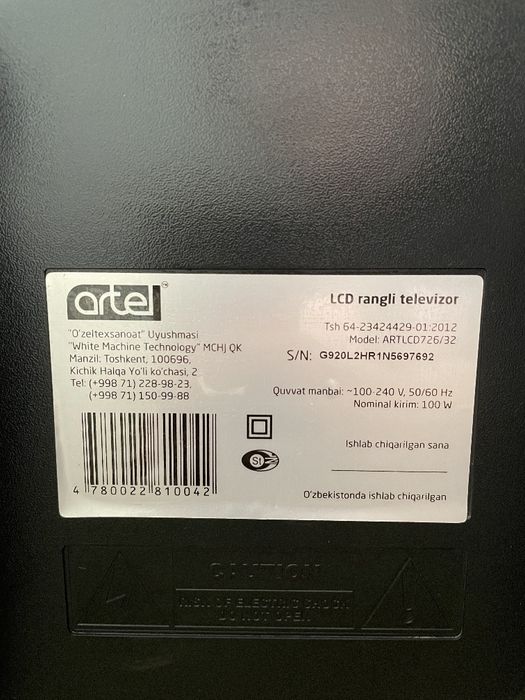 artel
"O'zeltexsanoat" Uyushmasi
"White Machine Technology" MCHJ QK
Manzil: Toshkent, 100696,
Kichik Halqa Yo'li ko'chasi, 2
Tel: (+998 71) 228-98-23,
(+998 71) 150-99-88
4 780022 810042
LCD rangli televizor
Tsh 64-23424429-01:2012
Model: ARTLCD726/32
S/N: G920L2HR1N5697692
Quvvat manbai: ~100-240 V, 50/60 Hz
Nominal kirim: 100 W
St
Ishlab chiqarilgan sana
O'zbekistonda ishlab chiqarilgan
CAUTION
RISK OF ELECTRIC SHOCK
DO NOT OPEN